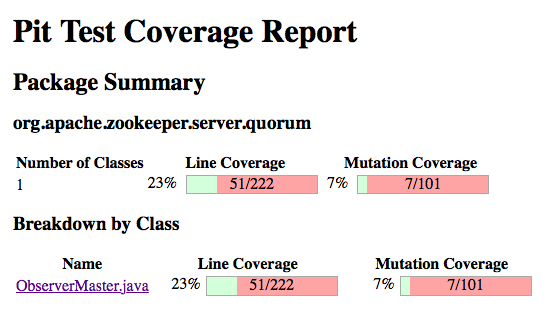 Pit Test Coverage Report
Package Summary
org.apache.zookeeper.server.quorum
Number of Classes Line Coverage Mutation Coverage
1 23% 51/222 7% 7/101
Breakdown by Class
Name Line Coverage Mutation Coverage
ObserverMaster.java 23% 51/222 7% 7/101